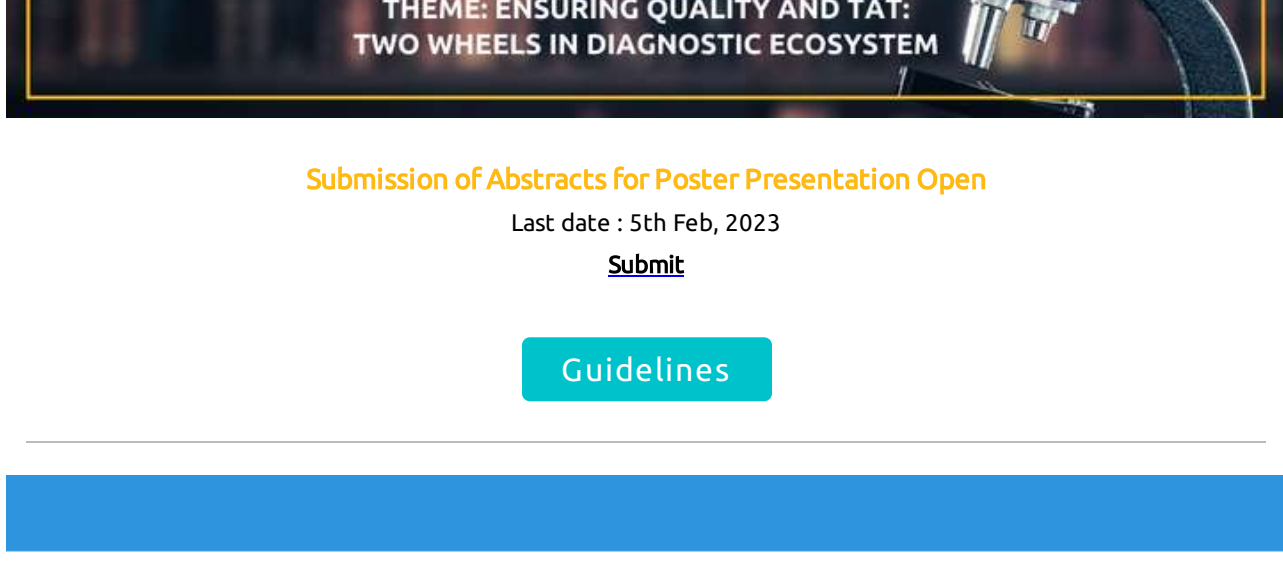 THEME: ENSURING QUALITY AND TAT:
TWO WHEELS IN DIAGNOSTIC ECOSYSTEM
Submission of Abstracts for Poster Presentation Open
Last date : 5th Feb, 2023
Submit
Guidelines